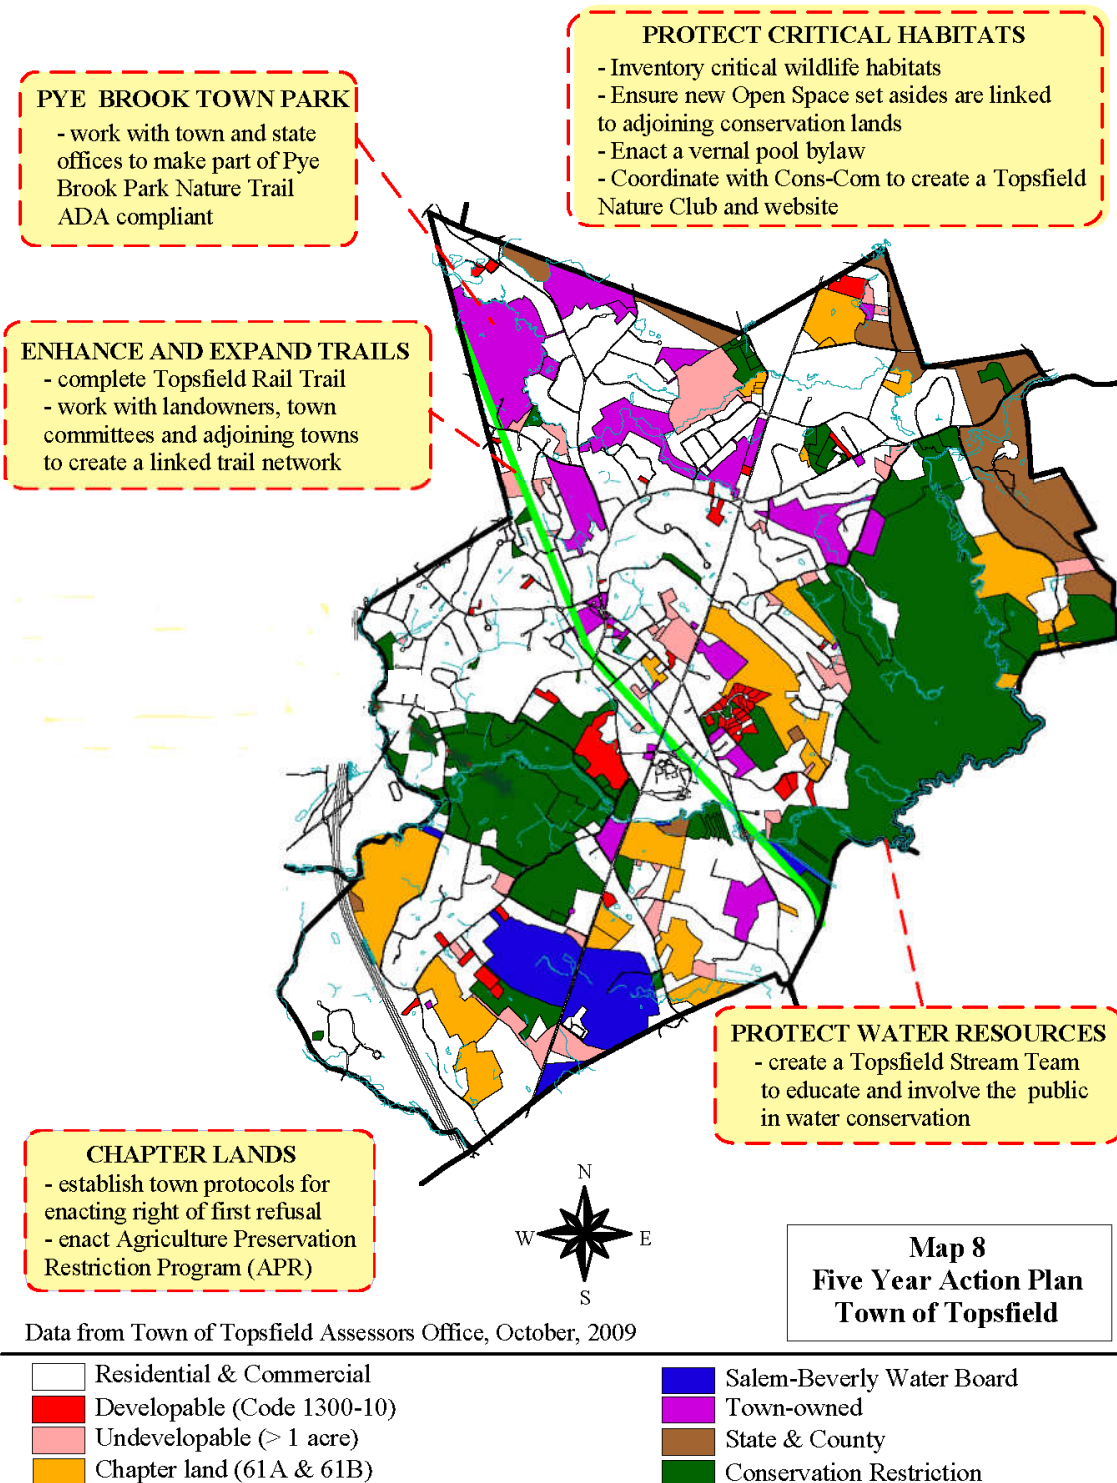 PROTECT CRITICAL HABITATS
- Inventory critical wildlife habitats
- Ensure new Open Space set asides are linked
to adjoining conservation lands
- Enact a vernal pool bylaw
- Coordinate with Cons-Com to create a Topsfield
Nature Club and website
PYE BROOK TOWN PARK
- work with town and state
offices to make part of Pye
Brook Park Nature Trail
ADA compliant
ENHANCE AND EXPAND TRAILS
- complete Topsfield Rail Trail
- work with landowners, town
committees and adjoining towns
to create a linked trail network
PROTECT WATER RESOURCES
- create a Topsfield Stream Team
to educate and involve the public
in water conservation
CHAPTER LANDS
- establish town protocols for
enacting right of first refusal
- enact Agriculture Preservation
Restriction Program (APR)
N
W E
S
Map 8
Five Year Action Plan
Town of Topsfield
Data from Town of Topsfield Assessors Office, October, 2009
Residential & Commercial
Developable (Code 1300-10)
Undevelopable (> 1 acre)
Chapter land (61A & 61B)
Salem-Beverly Water Board
Town-owned
State & County
Conservation Restriction